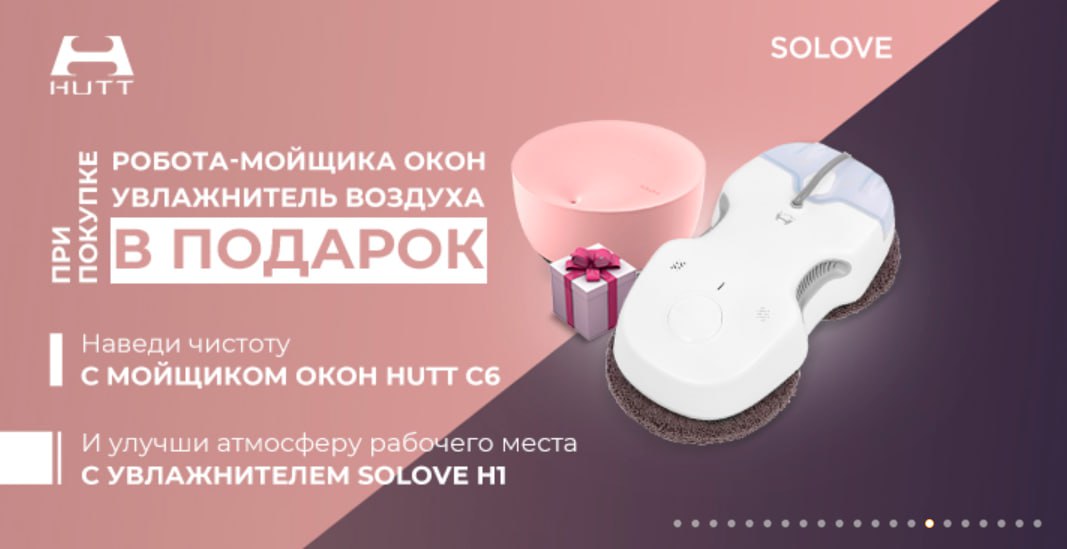 HUTT
SOLOVE
ПРИ
ПОКУПКЕ
РОБОТА-МОЙЩИКА ОКОН
УВЛАЖНИТЕЛЬ ВОЗДУХА
В ПОДАРОК
Наведи чистоту
С МОЙЩИКОМ ОКОН HUTT C6
И улучши атмосферу рабочего места
С УВЛАЖНИТЕЛЕМ SOLOVE H1